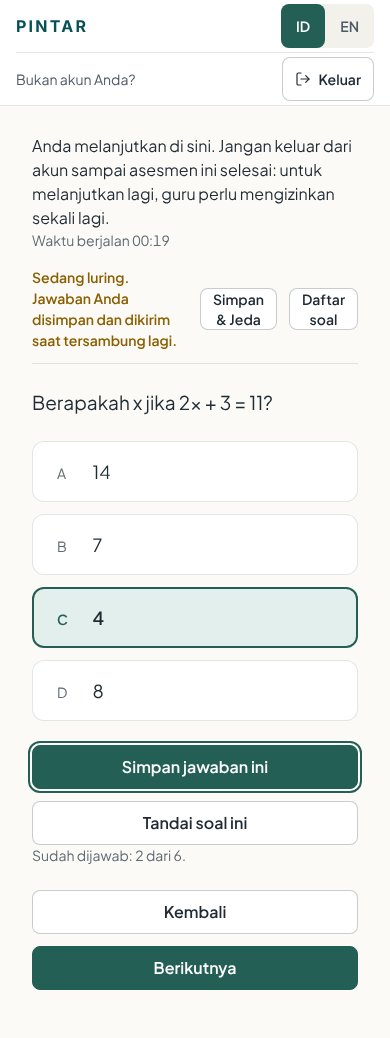 PINTAR
ID
EN
Bukan akun Anda?
Keluar
Anda melanjutkan di sini. Jangan keluar dari
akun sampai asesmen ini selesai: untuk
melanjutkan lagi, guru perlu mengizinkan
sekali lagi.
Waktu berjalan 00:19
Sedang luring.
Jawaban Anda
disimpan dan dikirim
saat tersambung lagi.
Simpan
& Jeda
Daftar
soal
Berapakah x jika 2x + 3 = 11?
A 14
B 7
C 4
D 8
Simpan jawaban ini
Tandai soal ini
Sudah dijawab: 2 dari 6.
Kembali
Berikutnya